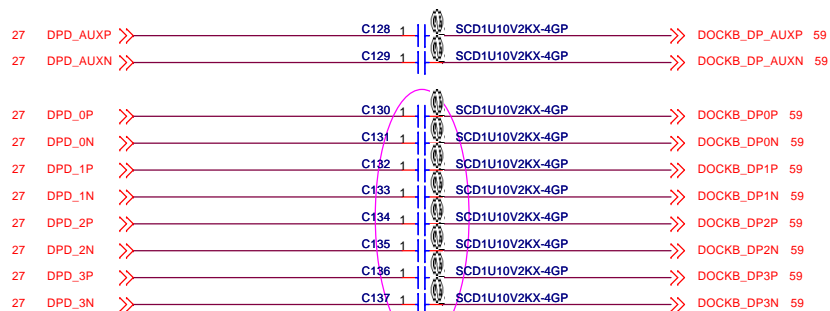 27 DPD_AUXP C128 1 SCD1U10V2KX-4GP DOCKB_DP_AUXP 59
27 DPD_AUXN C129 1 SCD1U10V2KX-4GP DOCKB_DP_AUXN 59
27 DPD_0P C130 1 SCD1U10V2KX-4GP DOCKB_DP0P 59
27 DPD_0N C131 1 SCD1U10V2KX-4GP DOCKB_DP0N 59
27 DPD_1P C132 1 SCD1U10V2KX-4GP DOCKB_DP1P 59
27 DPD_1N C133 1 SCD1U10V2KX-4GP DOCKB_DP1N 59
27 DPD_2P C134 1 SCD1U10V2KX-4GP DOCKB_DP2P 59
27 DPD_2N C135 1 SCD1U10V2KX-4GP DOCKB_DP2N 59
27 DPD_3P C136 1 SCD1U10V2KX-4GP DOCKB_DP3P 59
27 DPD_3N C137 1 SCD1U10V2KX-4GP DOCKB_DP3N 59